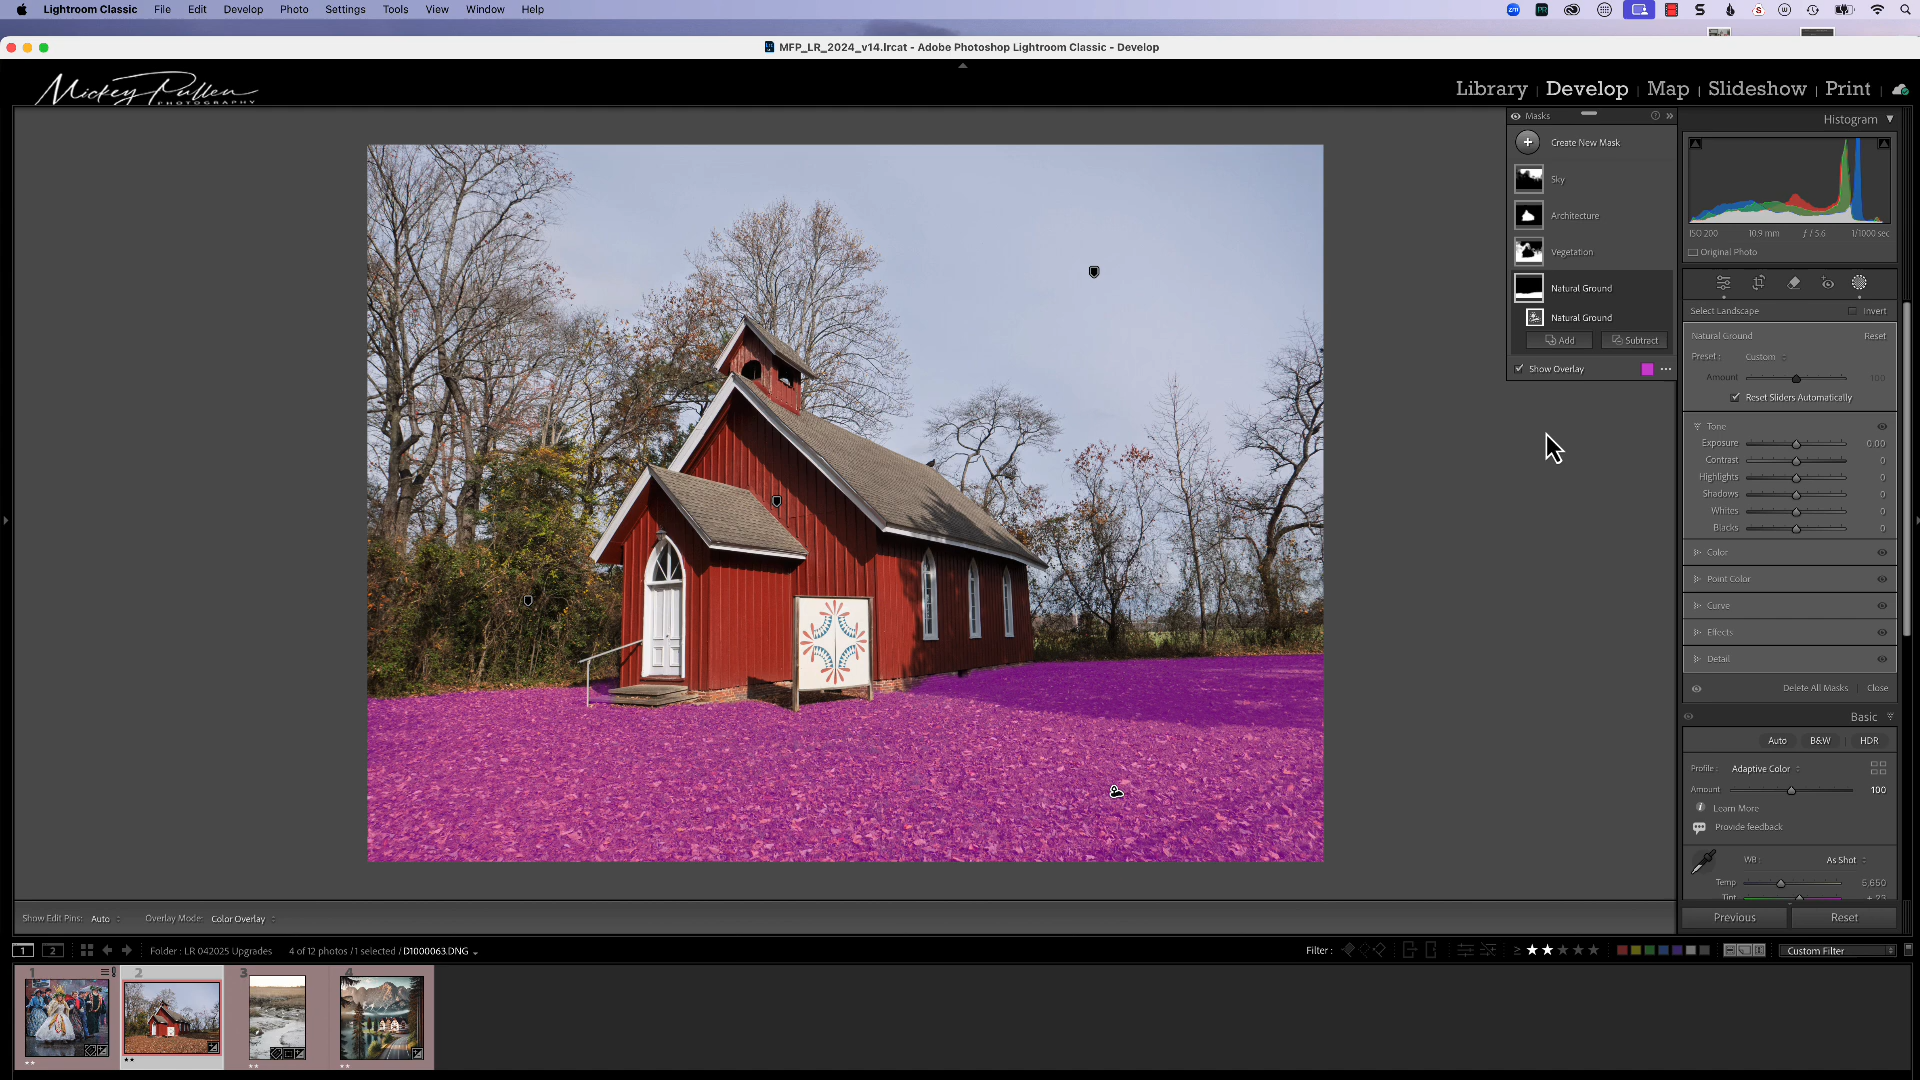 Lightroom Classic File Edit Develop Photo Settings Tools View Window Help
MFP_LR_2024_v14.lrcat - Adobe Photoshop Lightroom Classic - Develop
Mickey Pullen
PHOTOGRAPHY
Library | Develop | Map | Slideshow | Print |
Masks
Create New Mask
Sky
Architecture
Vegetation
Natural Ground
Natural Ground
Add Subtract
Show Overlay
Histogram
ISO 200 10.9 mm ƒ / 5.6 1/1000 sec
Original Photo
Select Landscape Invert
Natural Ground Reset
Preset : Custom
Amount 100
Reset Sliders Automatically
Tone
Exposure 0.00
Contrast 0
Highlights 0
Shadows 0
Whites 0
Blacks 0
Color
Point Color
Curve
Effects
Detail
Delete All Masks Close
Basic
Auto B&W HDR
Profile : Adaptive Color
Amount 100
Learn More
Provide feedback
WB : As Shot
Temp 5,650
Tint + 23
Previous Reset
Show Edit Pins: Auto Overlay Mode: Color Overlay
1 2 Folder : LR 042025 Upgrades 4 of 12 photos / 1 selected / D1000063.DNG Filter : ≥ Custom Filter
1 2 3 4